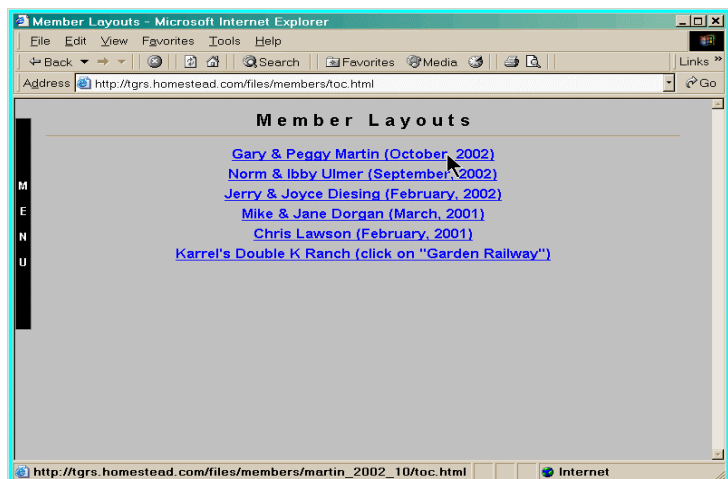 Member Layouts - Microsoft Internet Explorer
File Edit View Favorites Tools Help
Back Search Favorites Media Links »
Address http://tgrs.homestead.com/files/members/toc.html Go
Member Layouts
Gary & Peggy Martin (October, 2002)
Norm & Ibby Ulmer (September, 2002)
Jerry & Joyce Diesing (February, 2002)
Mike & Jane Dorgan (March, 2001)
Chris Lawson (February, 2001)
Karrel's Double K Ranch (click on "Garden Railway")
M
E
N
U
http://tgrs.homestead.com/files/members/martin_2002_10/toc.html Internet